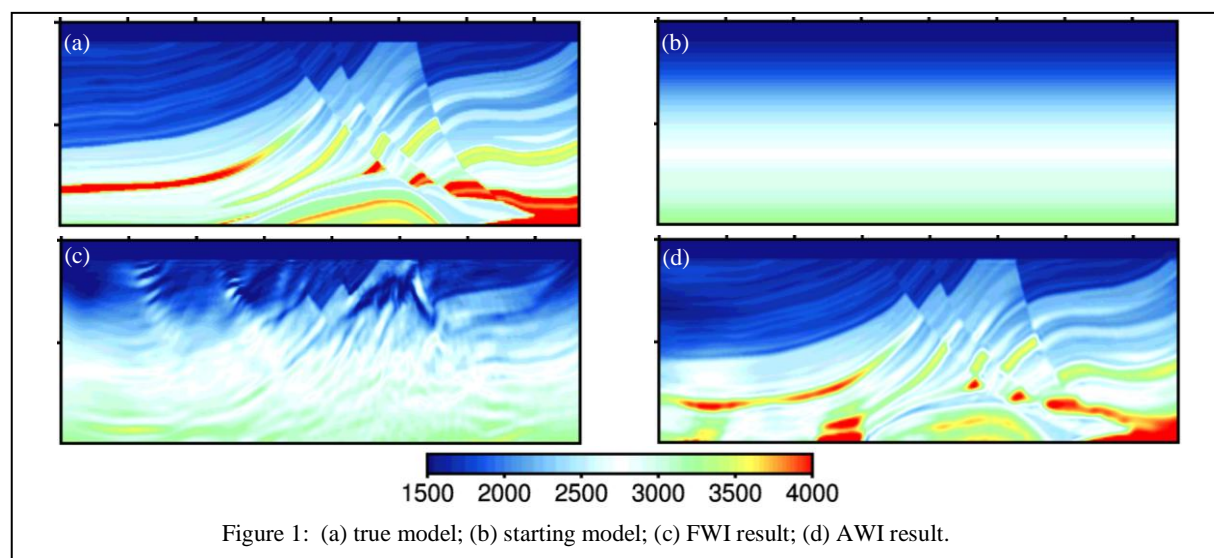 (a)
(b)
(c)
(d)
1500 2000 2500 3000 3500 4000
Figure 1: (a) true model; (b) starting model; (c) FWI result; (d) AWI result.